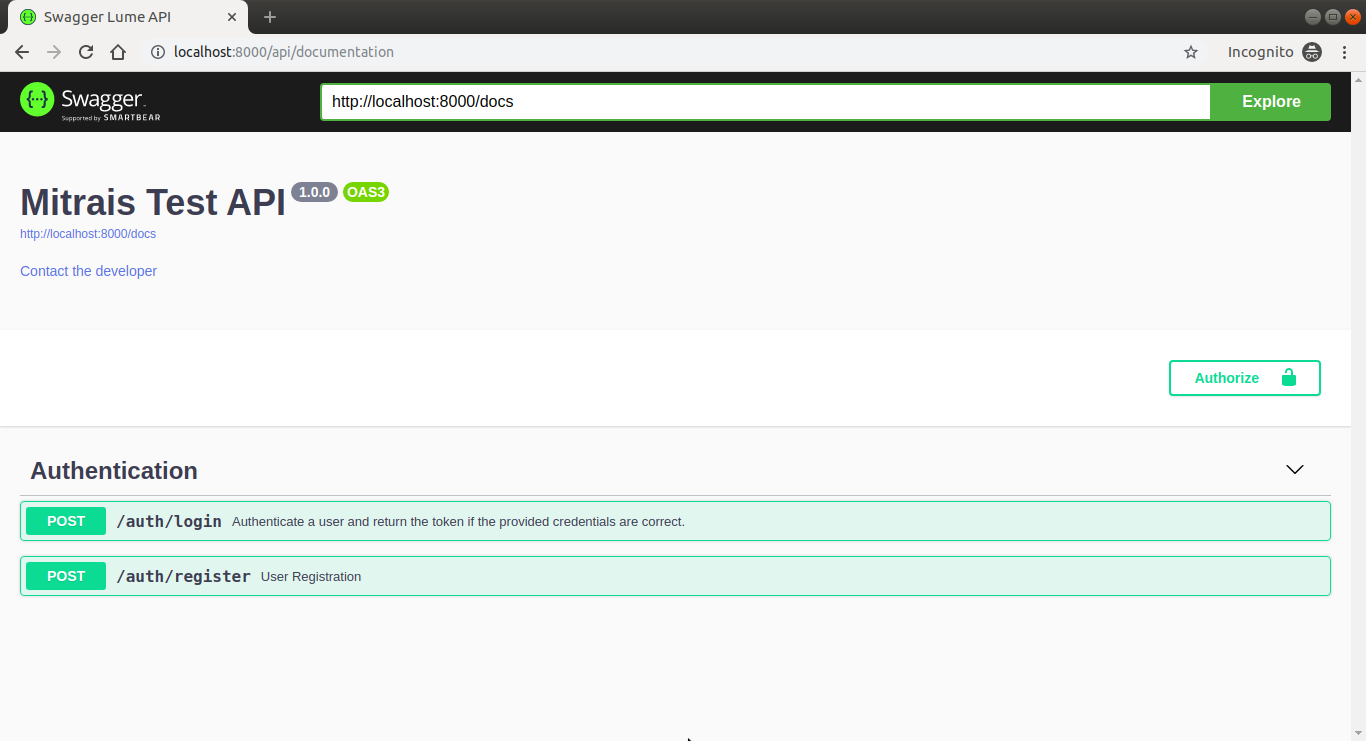 Swagger Lume API
localhost:8000/api/documentation
Incognito
Swagger.
Supported by SMARTBEAR
http://localhost:8000/docs
Explore
Mitrais Test API 1.0.0 OAS3
http://localhost:8000/docs
Contact the developer
Authorize
Authentication
POST /auth/login Authenticate a user and return the token if the provided credentials are correct.
POST /auth/register User Registration